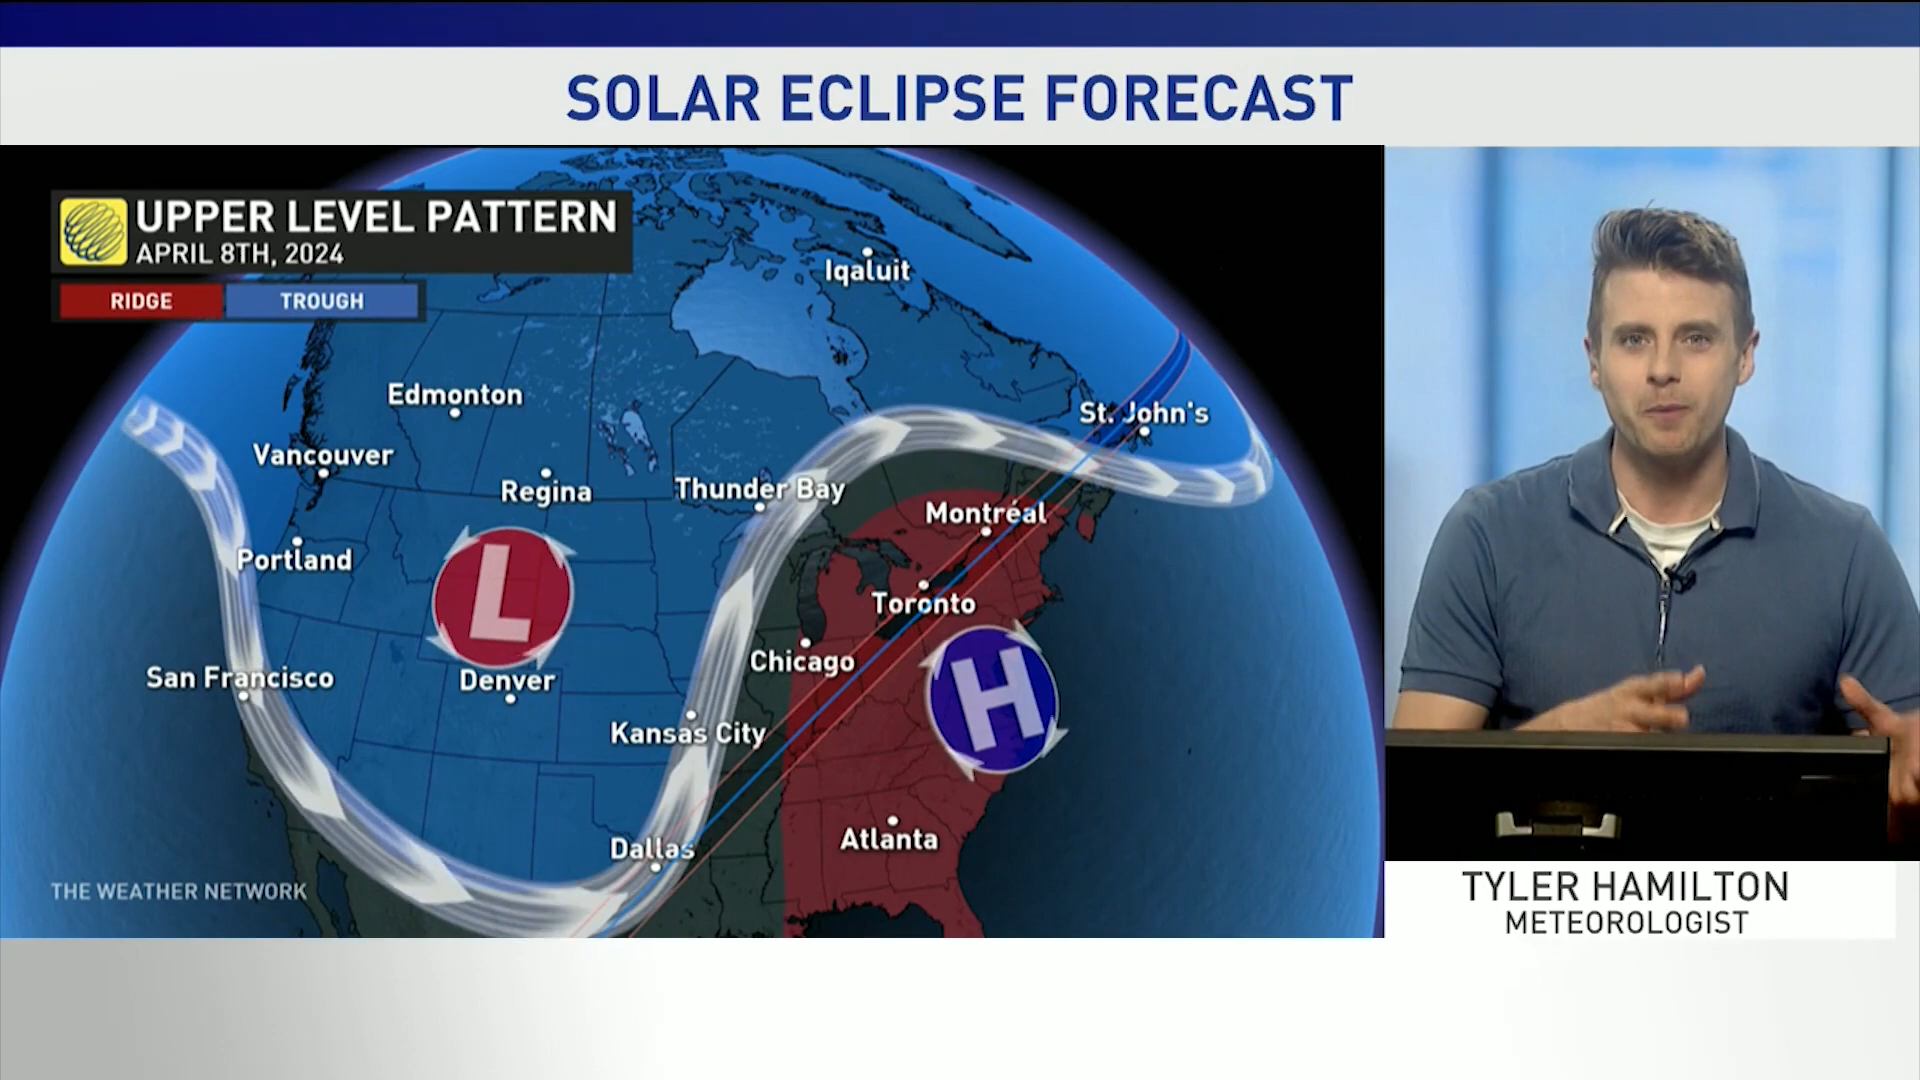 SOLAR ECLIPSE FORECAST
UPPER LEVEL PATTERN
APRIL 8TH, 2024
RIDGE TROUGH
Iqaluit
Edmonton
St. John's
Vancouver
Regina
Thunder Bay
Montréal
Portland
L
Toronto
Chicago
San Francisco
Denver
H
Kansas City
Dallas
Atlanta
THE WEATHER NETWORK
TYLER HAMILTON
METEOROLOGIST